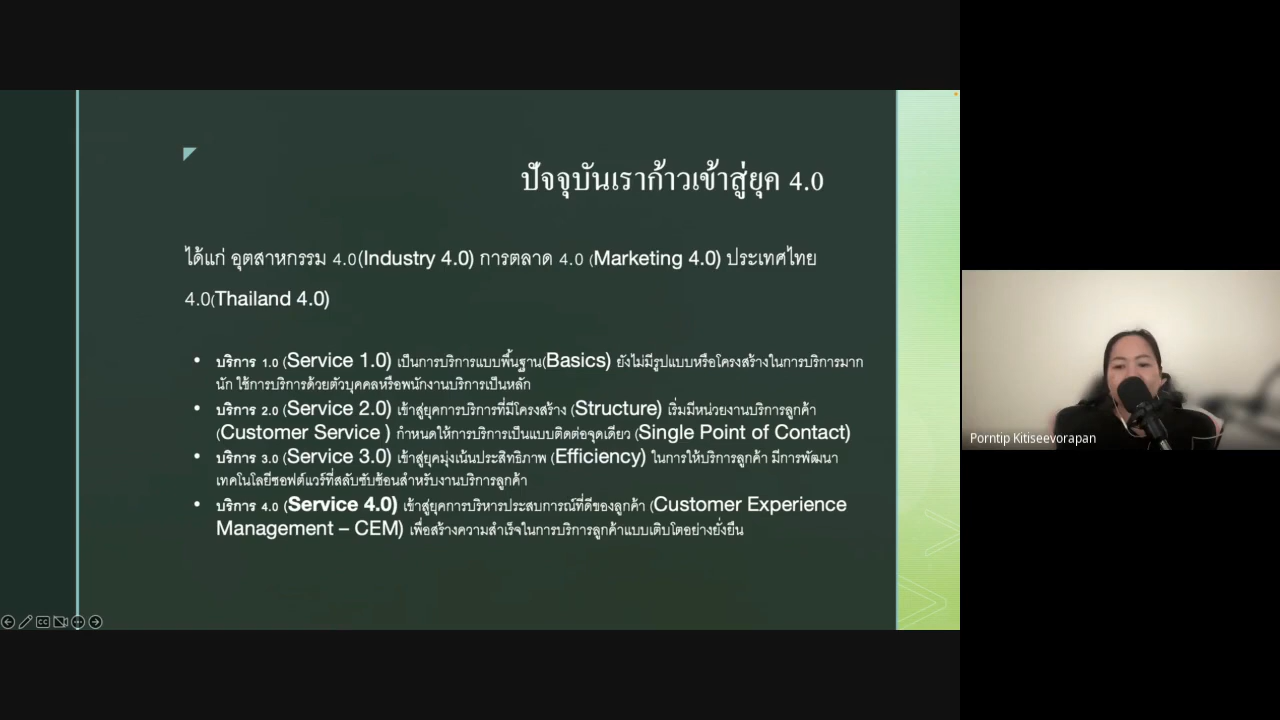 ปัจจุบันเราก้าวเข้าสู่ยุค 4.0
ได้แก่ อุตสาหกรรม 4.0(Industry 4.0) การตลาด 4.0 (Marketing 4.0) ประเทศไทย
4.0(Thailand 4.0)
• บริการ 1.0 (Service 1.0) เป็นการบริการแบบพื้นฐาน(Basics) ยังไม่มีรูปแบบหรือโครงสร้างในการบริการมาก
นัก ใช้การบริการด้วยตัวบุคคลหรือพนักงานบริการเป็นหลัก
• บริการ 2.0 (Service 2.0) เข้าสู่ยุคการบริการที่มีโครงสร้าง (Structure) เริ่มมีหน่วยงานบริการลูกค้า
(Customer Service ) กำหนดให้การบริการเป็นแบบติดต่อจุดเดียว (Single Point of Contact)
• บริการ 3.0 (Service 3.0) เข้าสู่ยุคมุ่งเน้นประสิทธิภาพ (Efficiency) ในการให้บริการลูกค้า มีการพัฒนา
เทคโนโลยีซอฟต์แวร์ที่สลับซับซ้อนสำหรับงานบริการลูกค้า
• บริการ 4.0 (Service 4.0) เข้าสู่ยุคการบริหารประสบการณ์ที่ดีของลูกค้า (Customer Experience
Management – CEM) เพื่อสร้างความสำเร็จในการบริการลูกค้าแบบเติบโตอย่างยั่งยืน
Porntip Kitiseevorapan